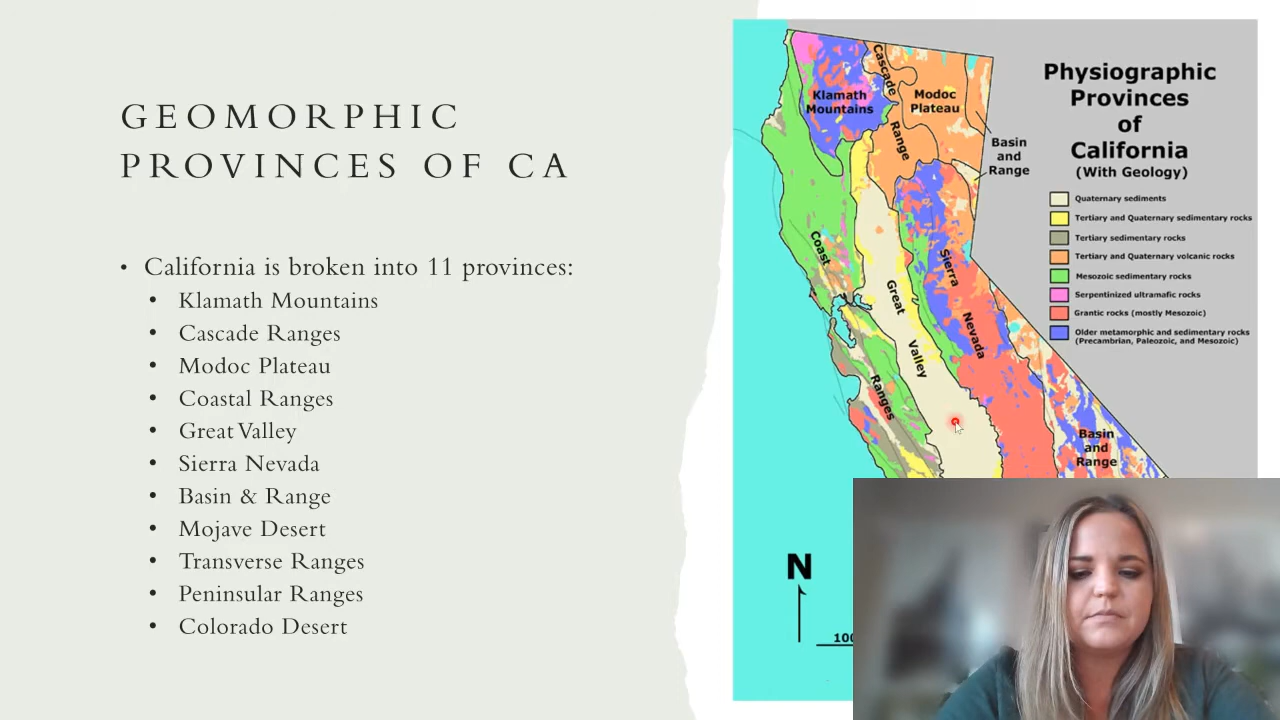 GEOMORPHIC
PROVINCES OF CA
• California is broken into 11 provinces:
• Klamath Mountains
• Cascade Ranges
• Modoc Plateau
• Coastal Ranges
• Great Valley
• Sierra Nevada
• Basin & Range
• Mojave Desert
• Transverse Ranges
• Peninsular Ranges
• Colorado Desert
Physiographic
Provinces
of
California
(With Geology)
Quaternary sediments
Tertiary and Quaternary sedimentary rocks
Tertiary sedimentary rocks
Tertiary and Quaternary volcanic rocks
Mesozoic sedimentary rocks
Serpentinized ultramafic rocks
Grantic rocks (mostly Mesozoic)
Older metamorphic and sedimentary rocks
(Precambrian, Paleozoic, and Mesozoic)
Klamath
Mountains
Cascade
Range
Modoc
Plateau
Basin
and
Range
Coast
Ranges
Great
Valley
Sierra
Nevada
Basin
and
Range
N